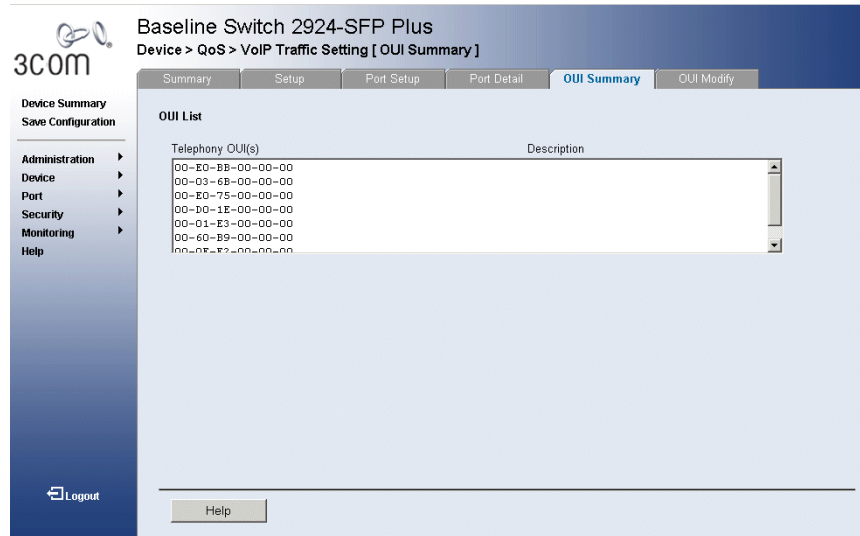 3COM
Baseline Switch 2924-SFP Plus
Device > QoS > VoIP Traffic Setting [ OUI Summary ]
Summary
Setup
Port Setup
Port Detail
OUI Summary
OUI Modify
Device Summary
Save Configuration
Administration
Device
Port
Security
Monitoring
Help
OUI List
Telephony OUI(s) Description
00-E0-BB-00-00-00
00-03-6B-00-00-00
00-E0-75-00-00-00
00-D0-1E-00-00-00
00-01-E3-00-00-00
00-60-B9-00-00-00
Logout
Help